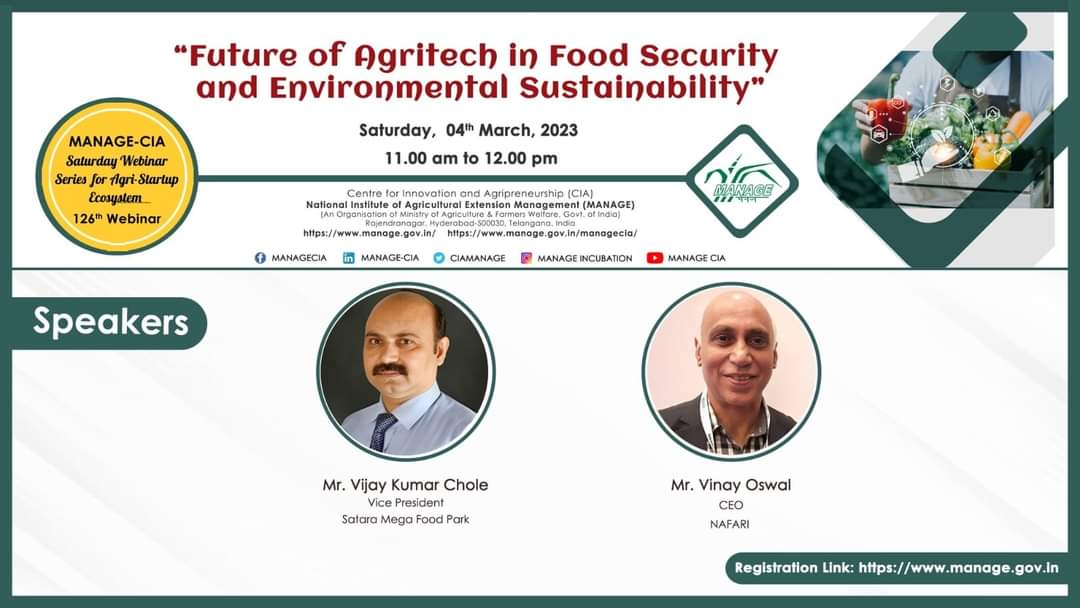 “Future of Agritech in Food Security
and Environmental Sustainability"
Saturday, 04th March, 2023
11.00 am to 12.00 pm
MANAGE-CIA
Saturday Webinar
Series for Agri-Startup
Ecosystem
126th Webinar
Centre for Innovation and Agripreneurship (CIA)
National Institute of Agricultural Extension Management (MANAGE)
(An Organisation of Ministry of Agriculture & Farmers Welfare, Govt. of India)
Rajendranagar, Hyderabad-500030, Telangana, India
https://www.manage.gov.in/ https://www.manage.gov.in/managecia/
MANAGE
मैनेज
MANAGECIA MANAGE-CIA CIAMANAGE MANAGE INCUBATION MANAGE CIA
Speakers
Mr. Vijay Kumar Chole
Vice President
Satara Mega Food Park
Mr. Vinay Oswal
CEO
NAFARI
Registration Link: https://www.manage.gov.in